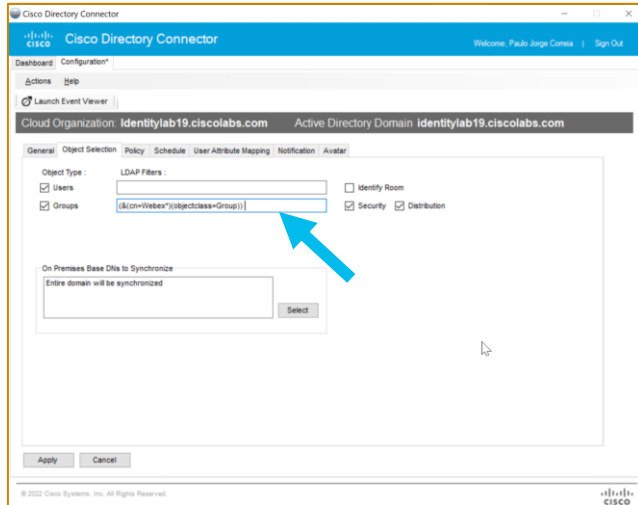 Cisco Directory Connector
CISCO Cisco Directory Connector Welcome, Paulo Jorge Correia | Sign Out
Dashboard Configuration*
Actions Help
Launch Event Viewer
Cloud Organization: Identitylab19.ciscolabs.com Active Directory Domain identitylab19.ciscolabs.com
General Object Selection Policy Schedule User Attribute Mapping Notification Avatar
Object Type : LDAP Filters :
Users Identify Room
Groups (&(cn=Webex*)(objectclass=Group)) Security Distribution
On Premises Base DNs to Synchronize
Entire domain will be synchronized
Select
Apply Cancel
© 2022 Cisco Systems, Inc. All Rights Reserved.
CISCO